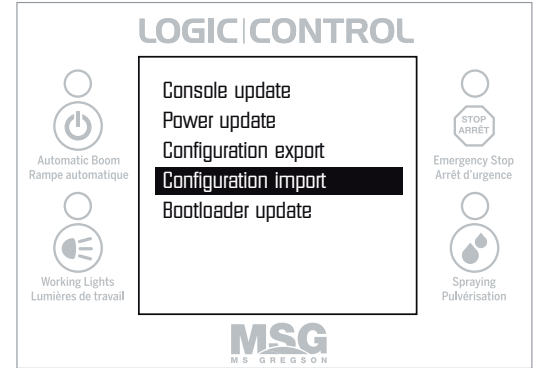 LOGIC|CONTROL
Automatic Boom
Rampe automatique
Working Lights
Lumières de travail
Console update
Power update
Configuration export
Configuration import
Bootloader update
STOP
ARRÊT
Emergency Stop
Arrêt d'urgence
Spraying
Pulvérisation
MSG
MS GREGSON